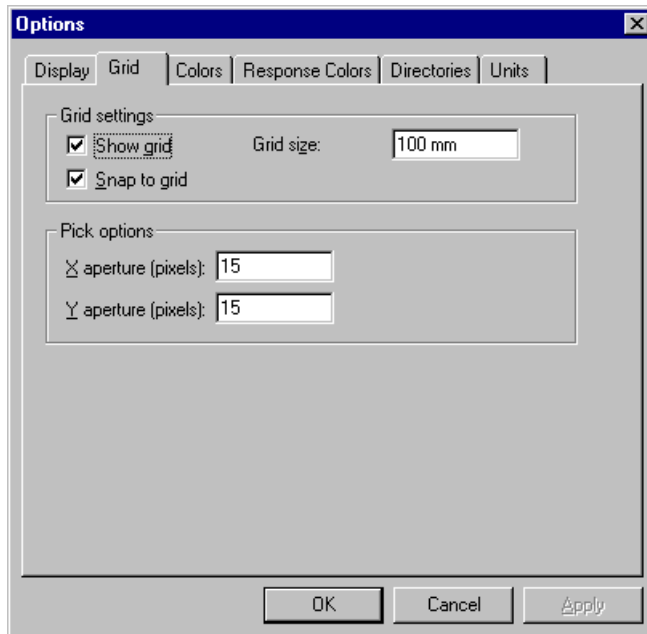 Options
Display Grid Colors Response Colors Directories Units
Grid settings
Show grid Grid size: 100 mm
Snap to grid
Pick options
X aperture (pixels): 15
Y aperture (pixels): 15
OK Cancel Apply